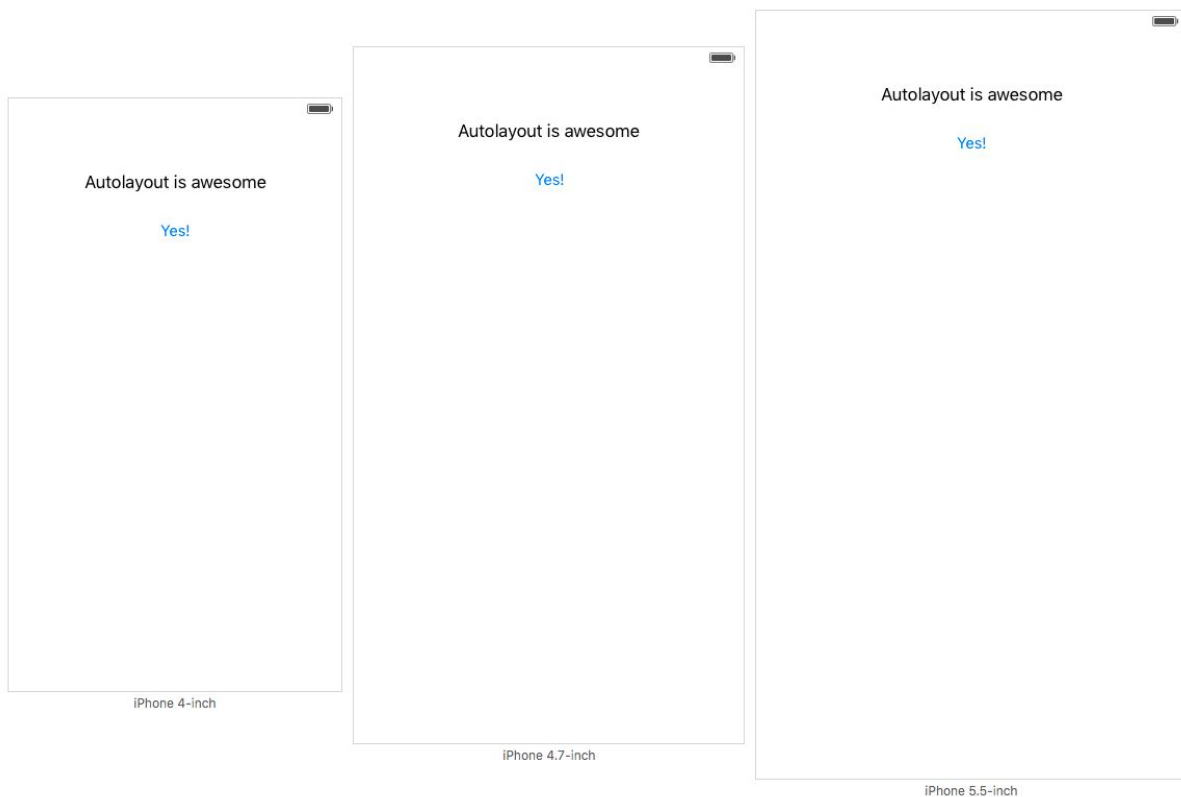 Autolayout is awesome
Yes!
iPhone 4-inch
Autolayout is awesome
Yes!
iPhone 4.7-inch
Autolayout is awesome
Yes!
iPhone 5.5-inch